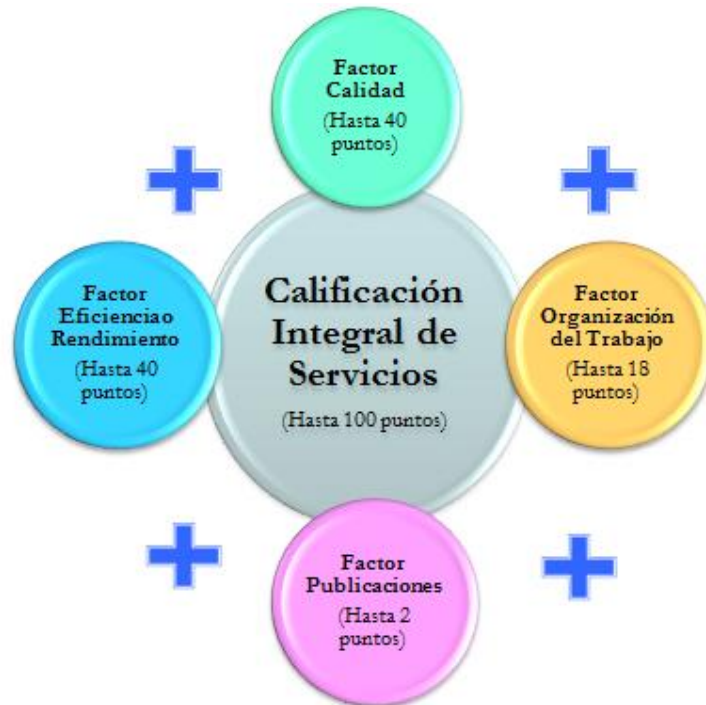 Factor
Calidad
(Hasta 40
puntos)
Factor
Eficienciao
Rendimiento
(Hasta 40
puntos)
Calificación
Integral de
Servicios
(Hasta 100 puntos)
Factor
Organización
del Trabajo
(Hasta 18
puntos)
Factor
Publicaciones
(Hasta 2
puntos)